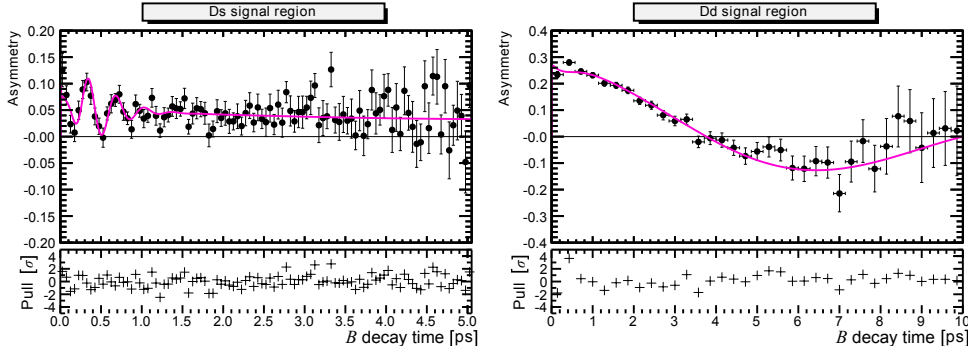 Ds signal region
Dd signal region
Asymmetry
0.20
0.15
0.10
0.05
-0.00
-0.05
-0.10
-0.15
-0.20
Asymmetry
0.4
0.3
0.2
0.1
-0.0
-0.1
-0.2
-0.3
-0.4
Pull [σ]
4
2
0
-2
-4
0.0 0.5 1.0 1.5 2.0 2.5 3.0 3.5 4.0 4.5 5.0
B decay time [ps]
Pull [σ]
4
2
0
-2
-4
0 1 2 3 4 5 6 7 8 9 10
B decay time [ps]